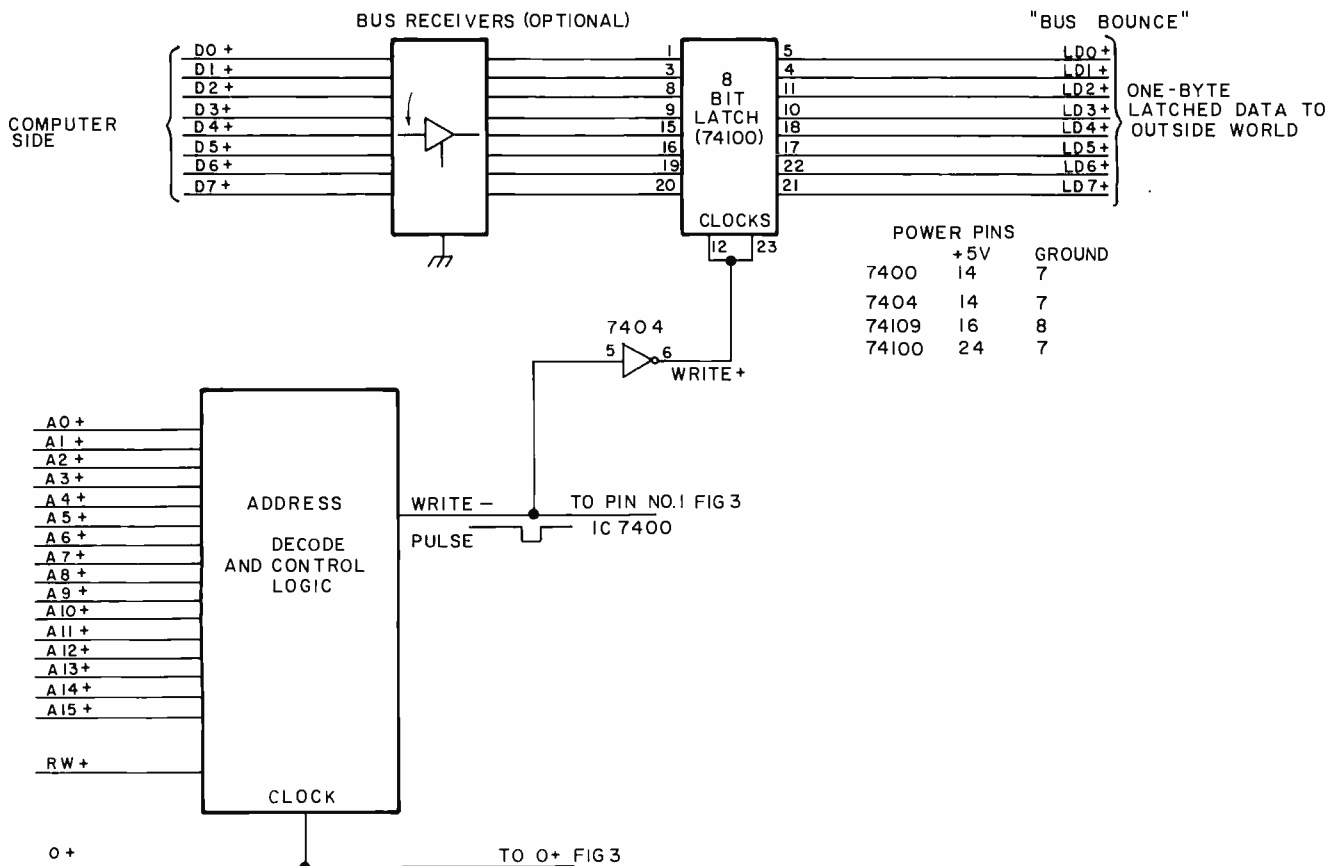 BUS RECEIVERS (OPTIONAL)
"BUS BOUNCE"
COMPUTER
SIDE
D0+
D1+
D2+
D3+
D4+
D5+
D6+
D7+
1
3
8
9
15
16
19
20
8
BIT
LATCH
(74100)
CLOCKS
12 23
5
4
11
10
18
17
22
21
LD0+
LD1+
LD2+
LD3+
LD4+
LD5+
LD6+
LD7+
ONE-BYTE
LATCHED DATA TO
OUTSIDE WORLD
POWER PINS
+5V GROUND
7400 14 7
7404 14 7
74109 16 8
74100 24 7
7404
5 6
WRITE+
A0+
A1+
A2+
A3+
A4+
A5+
A6+
A7+
A8+
A9+
A10+
A11+
A12+
A13+
A14+
A15+
RW+
ADDRESS
DECODE
AND CONTROL
LOGIC
CLOCK
WRITE-
PULSE
TO PIN NO.1 FIG 3
IC 7400
O+
TO O+ FIG 3